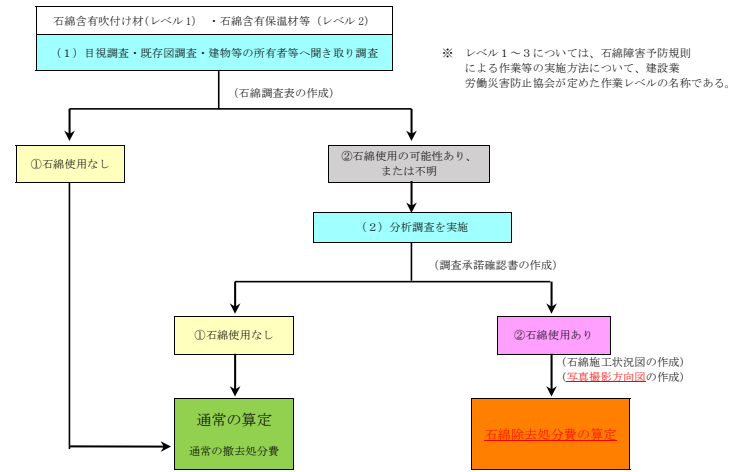 石綿含有吹付け材(レベル1)　・石綿含有保温材等（レベル2）
（1）目視調査・既存図調査・建物等の所有者等へ聞き取り調査
※　レベル１～３については、石綿障害予防規則
による作業等の実施方法について、建設業
労働災害防止協会が定めた作業レベルの名称である。
（石綿調査表の作成）
①石綿使用なし
②石綿使用の可能性あり、
または不明
（２）分析調査を実施
（調査承諾確認書の作成）
①石綿使用なし
②石綿使用あり
（石綿施工状況図の作成）
（写真撮影方向図の作成）
通常の算定
通常の撤去処分費
石綿除去処分費の算定